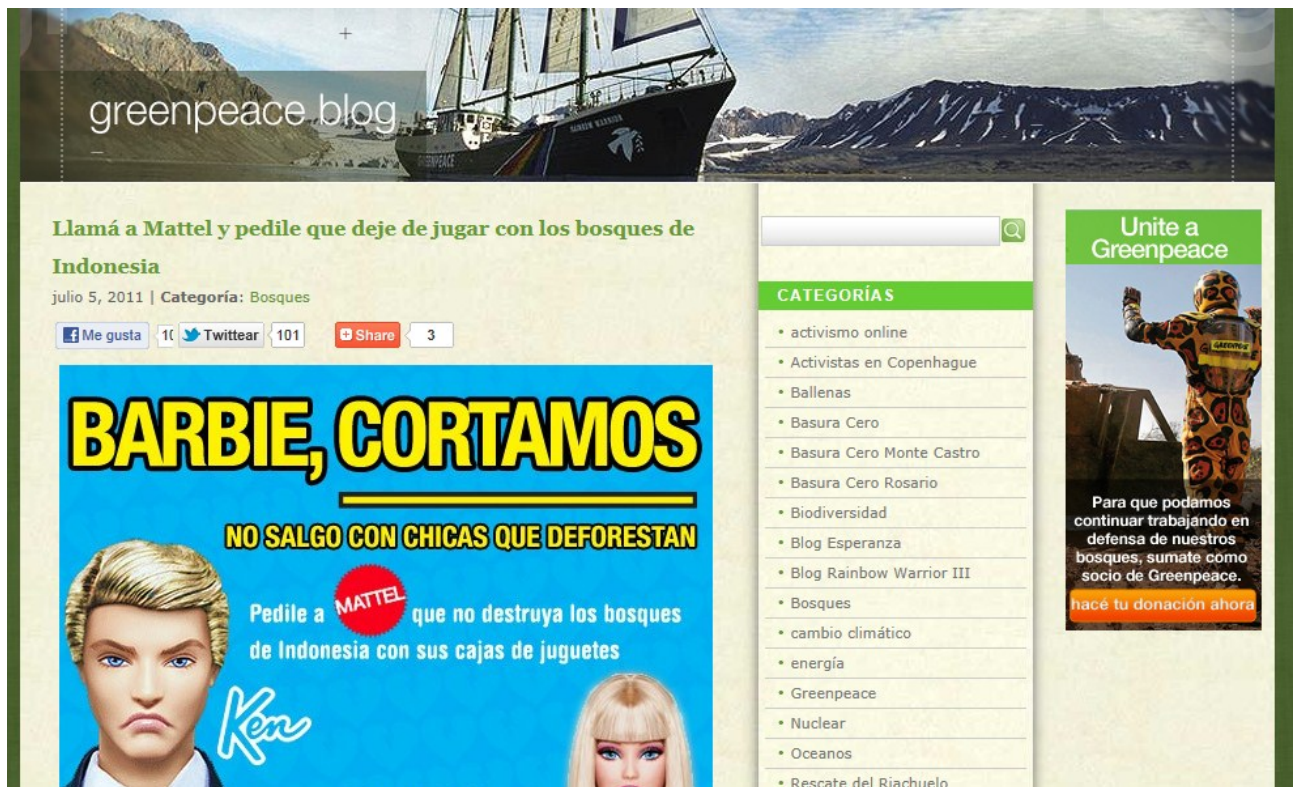 greenpeace blog
RAINBOW WARRIOR
GREENPEACE
Llamá a Mattel y pedile que deje de jugar con los bosques de
Indonesia
julio 5, 2011 | Categoría: Bosques
Me gusta
Twittear 101
Share 3
BARBIE, CORTAMOS
NO SALGO CON CHICAS QUE DEFORESTAN
Pedile a MATTEL que no destruya los bosques
de Indonesia con sus cajas de juguetes
Ken
CATEGORÍAS
• activismo online
• Activistas en Copenhague
• Ballenas
• Basura Cero
• Basura Cero Monte Castro
• Basura Cero Rosario
• Biodiversidad
• Blog Esperanza
• Blog Rainbow Warrior III
• Bosques
• cambio climático
• energía
• Greenpeace
• Nuclear
• Oceanos
• Rescate del Riachuelo
Unite a
Greenpeace
GREENPEACE
Para que podamos
continuar trabajando en
defensa de nuestros
bosques, sumate como
socio de Greenpeace.
hacé tu donación ahora